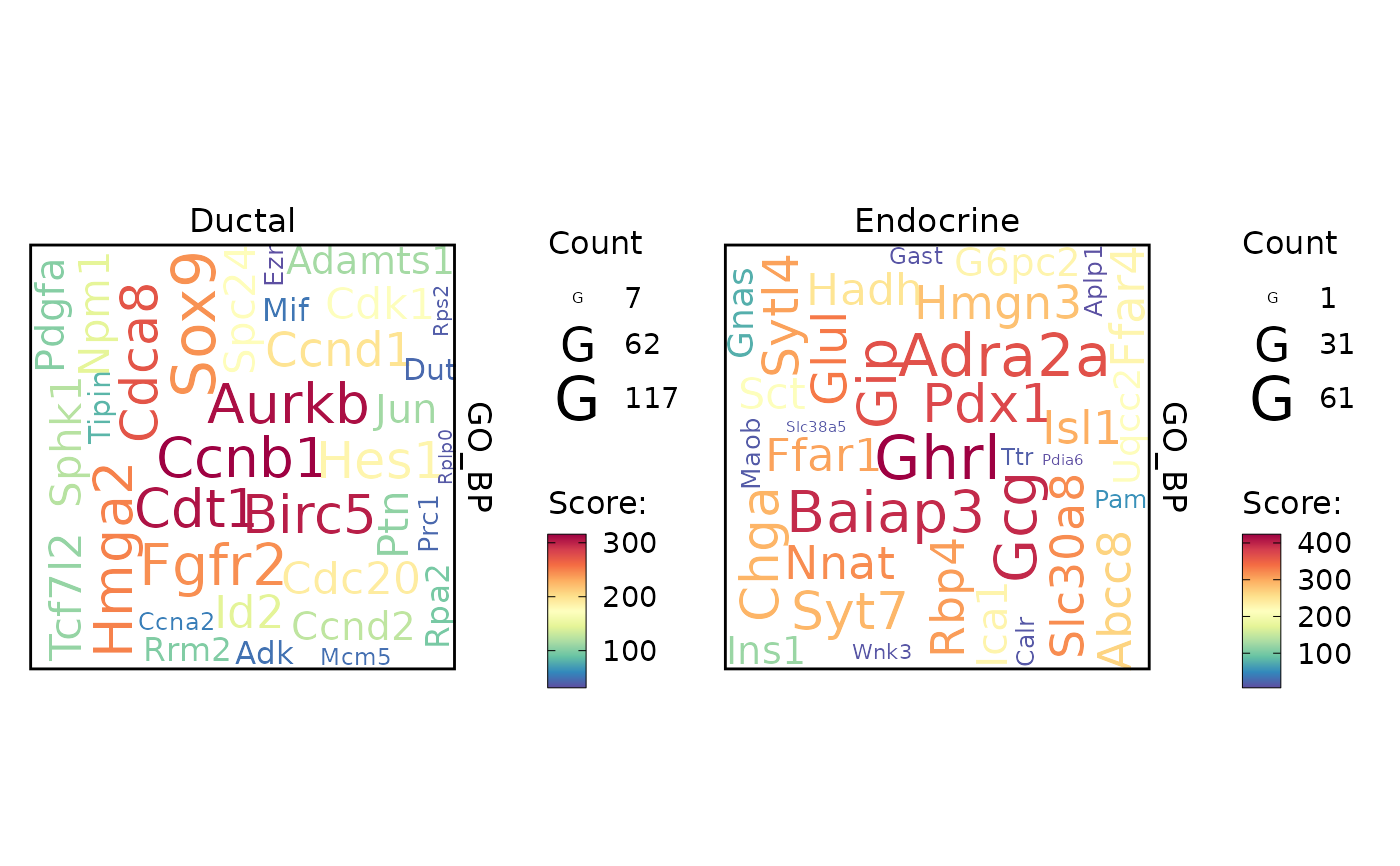 Ductal
Pdgfa
Npm1
Cdca8
Sox9
Spc24
Ezr
Adamts1
Mif
Cdk1
Rps2
Ccnd1
Dut
Sphk1
Tipin
Aurkb
Jun
Ccnb1
Hes1
Rplp0
Hmga2
Cdt1
Birc5
Ptn
Prc1
Tcf7l2
Fgfr2
Cdc20
Rpa2
Ccna2
Id2
Ccnd2
Rrm2
Adk
Mcm5
GO_BP
Count
G 7
G 62
G 117
Score:
300
200
100
Endocrine
Gnas
Sytl4
Gast
G6pc2
Aplp1
Ffar4
Hadh
Hmgn3
Glul
Gip
Adra2a
Sct
Pdx1
Isl1
Ucn3
Slc38a5
Maob
Ffar1
Ghrl
Ttr
Pdia6
Baiap3
Gcg
Slc30a8
Pam
Chga
Nnat
Rbp4
Abcc8
Syt7
Ica1
Calr
Ins1
Wnk3
GO_BP
Count
G 1
G 31
G 61
Score:
400
300
200
100